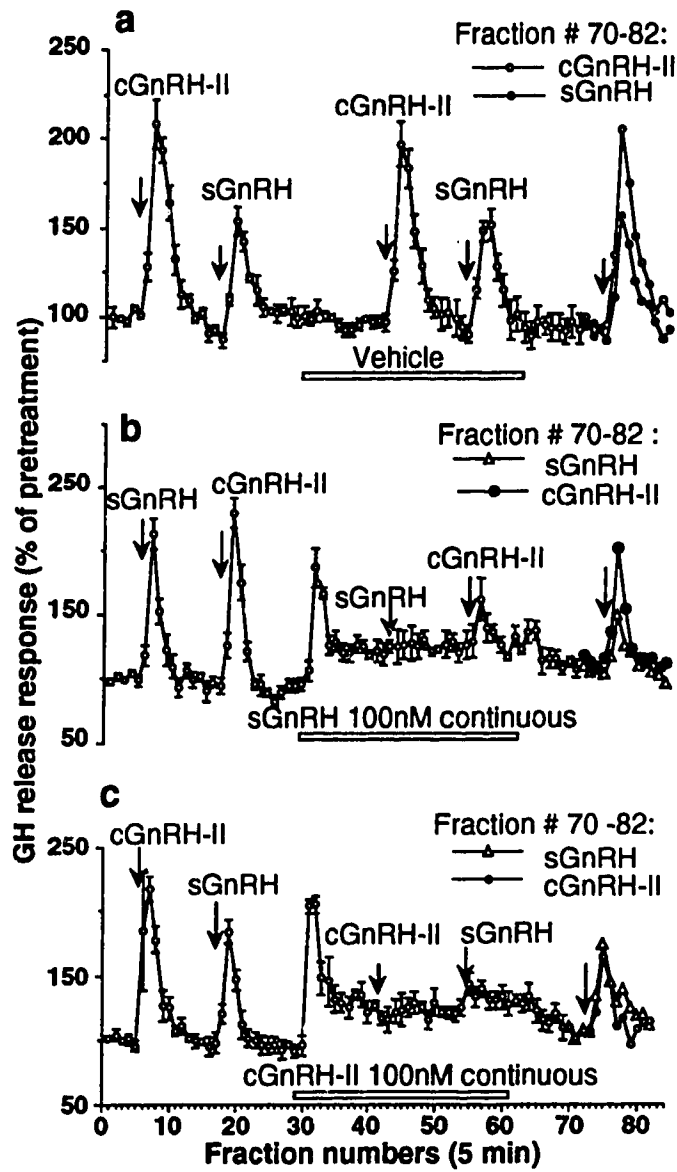 a
Fraction # 70-82:
cGnRH-II
sGnRH
250
200
150
100
cGnRH-II
sGnRH
cGnRH-II
sGnRH
Vehicle
GH release response (% of pretreatment)
b
Fraction # 70-82 :
sGnRH
cGnRH-II
250
150
50
sGnRH
cGnRH-II
sGnRH
cGnRH-II
sGnRH 100nM continuous
c
Fraction # 70 -82:
sGnRH
cGnRH-II
250
150
50
cGnRH-II
sGnRH
cGnRH-II
sGnRH
cGnRH-II 100nM continuous
0 10 20 30 40 50 60 70 80
Fraction numbers (5 min)